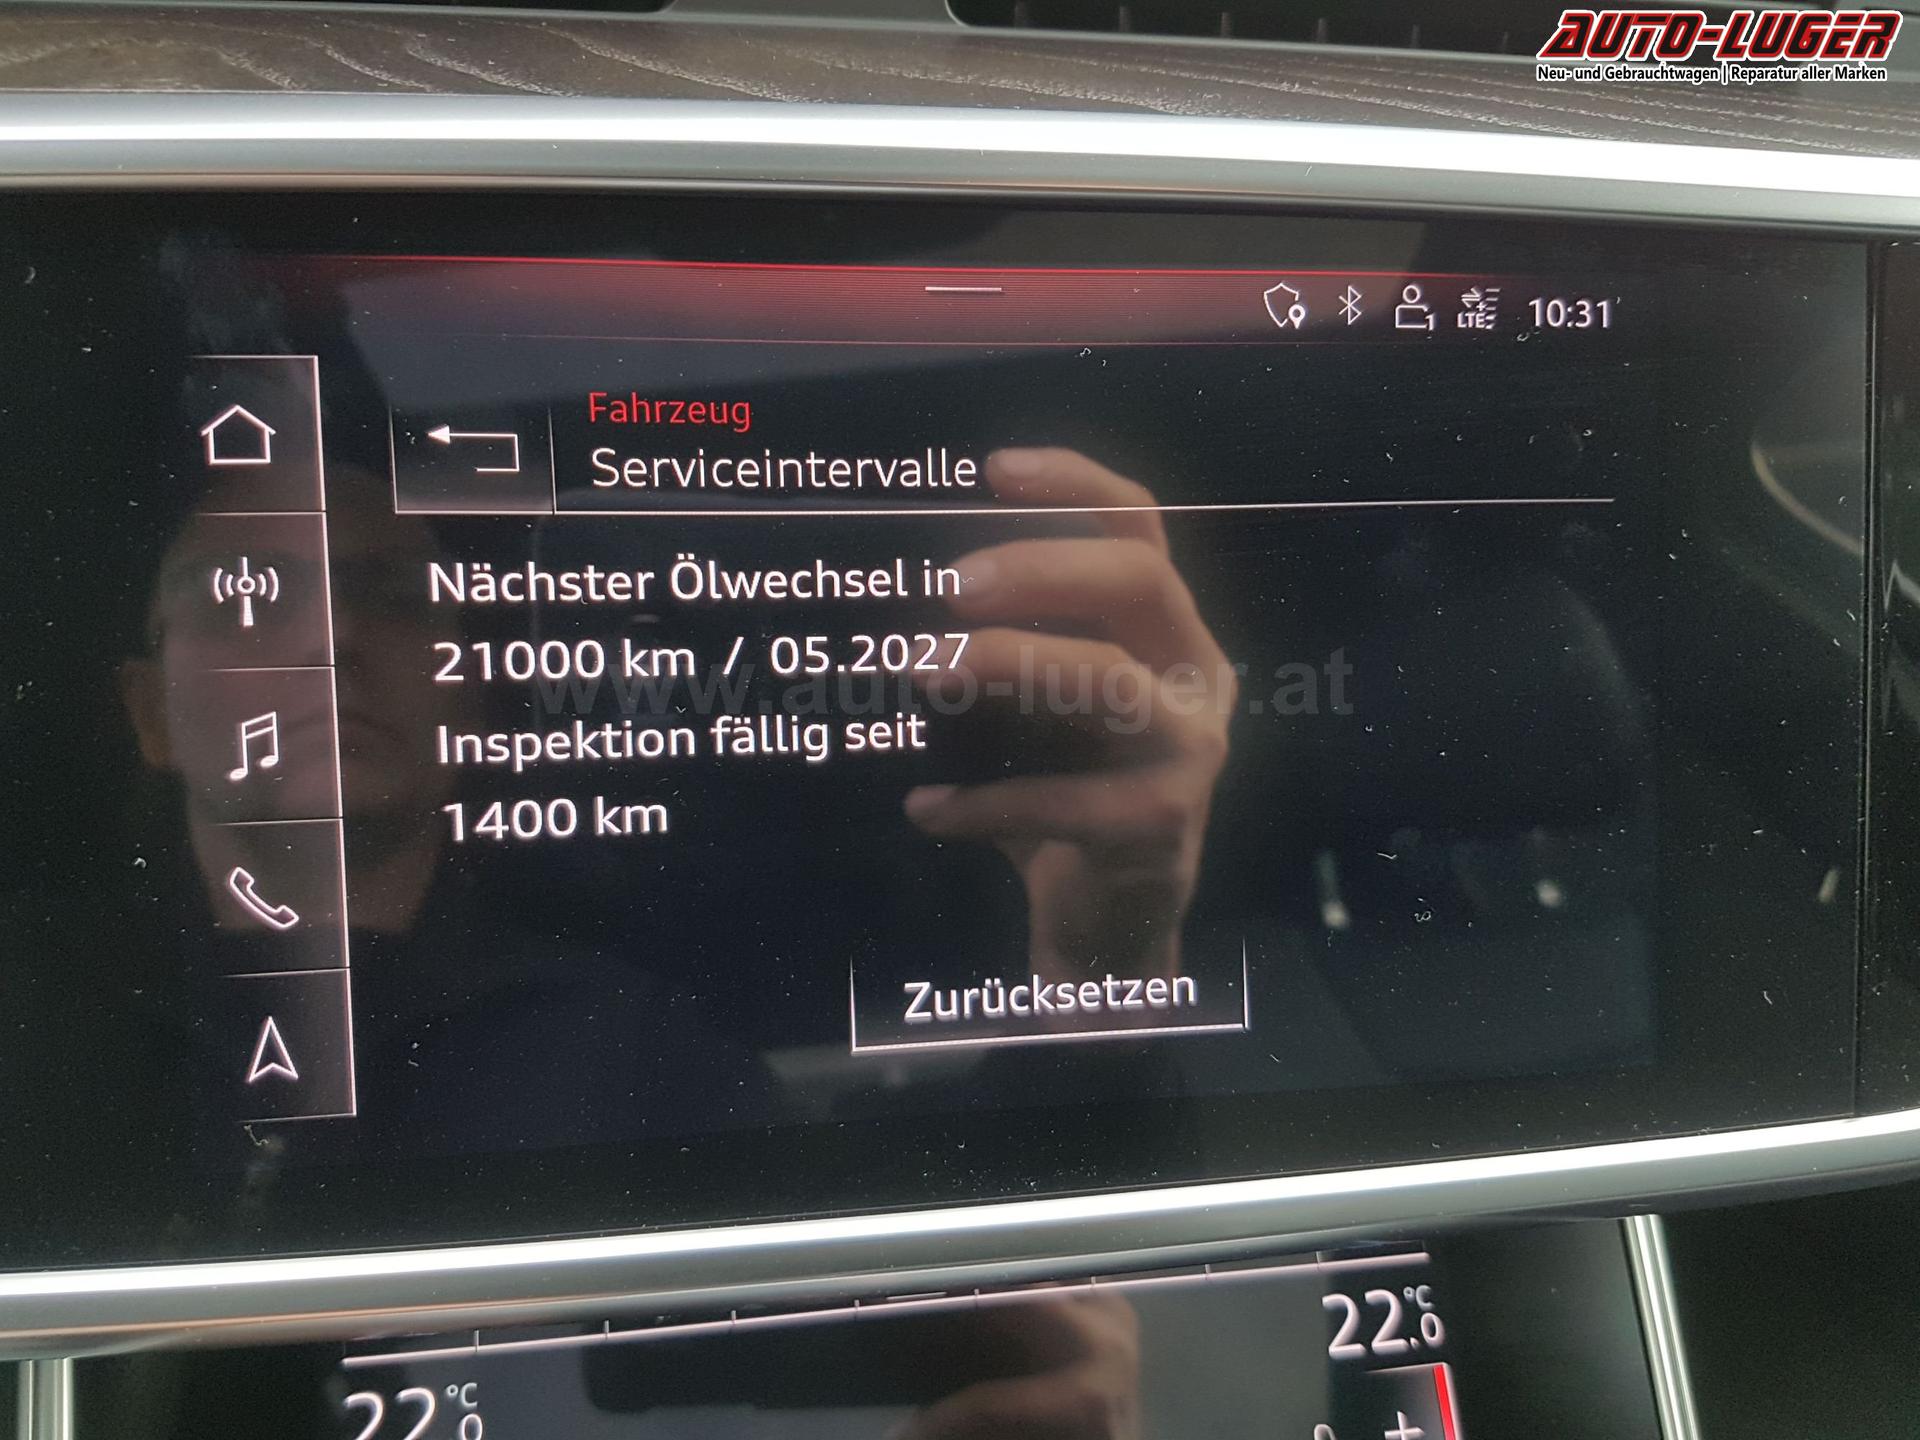 AUTO-LUGER
Neu- und Gebrauchtwagen | Reparatur aller Marken
LTE
10:31
Fahrzeug
Serviceintervalle
Nächster Ölwechsel in
21000 km / 05.2027
www.auto-luger.at
Inspektion fällig seit
1400 km
Zurücksetzen
22.0 °C
22.0 °C
+